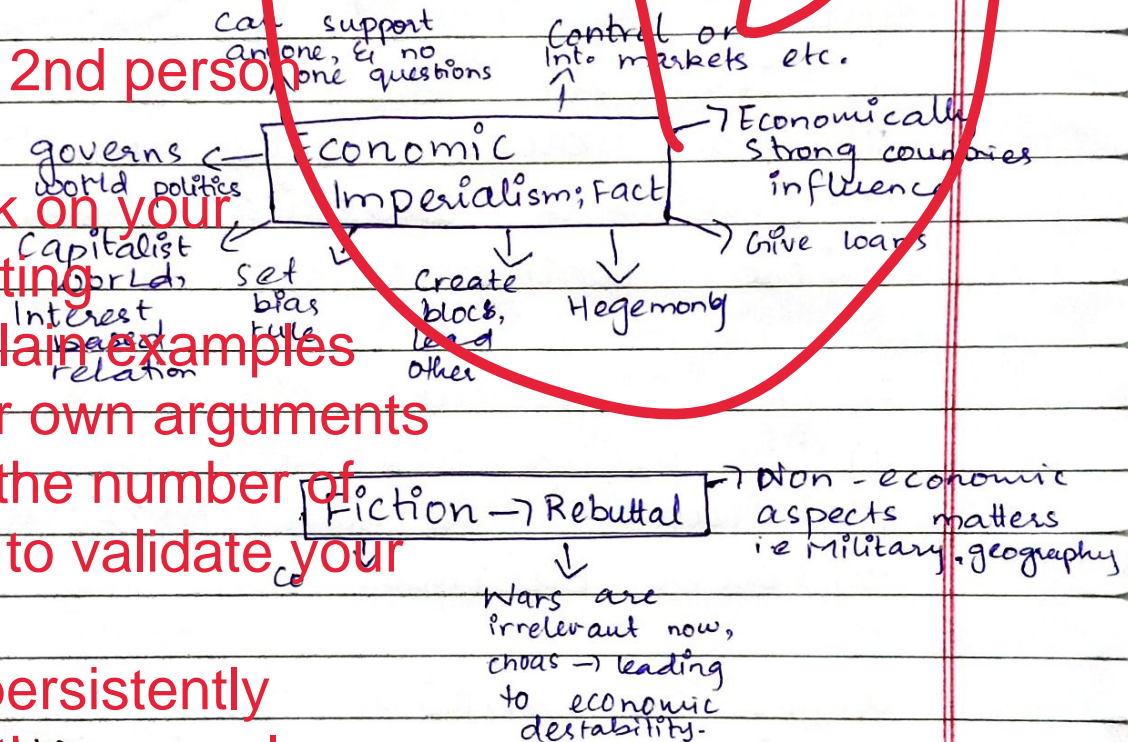 Can support
anyone, & no
one questions
Control or
Into markets etc.
2nd person
governs
world politics
Economic
Imperialism; Fact
Economically
strong countries
influence
k on your
Capitalist
world,
Interest
based
relation
ting
set
bias
rule
Create
blocs,
lead
other
Hegemony
Give loans
lain examples
r own arguments
the number of
to validate your
Fiction → Rebuttal
Non-economic
aspects matters
i.e Military, geography
Co
Wars are
irrelevant now,
choas → leading
to economic
destability.
persistently